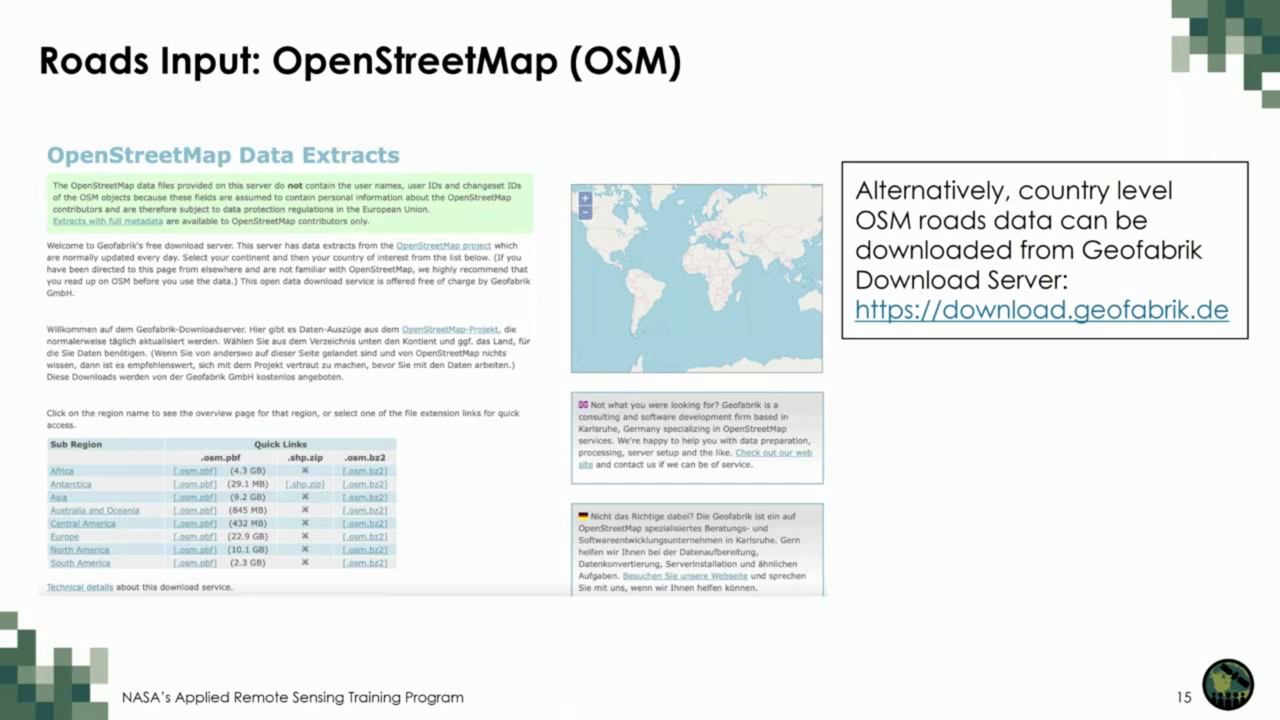 Roads Input: OpenStreetMap (OSM)
OpenStreetMap Data Extracts
The OpenStreetMap data files provided on this server do not contain the user names, user IDs and changeset IDs
of the OSM objects because these fields are assumed to contain personal information about the OpenStreetMap
contributors and are therefore subject to data protection regulations in the European Union.
Extracts with full metadata are available to OpenStreetMap contributors only.
Welcome to Geofabrik's free download server. This server has data extracts from the OpenStreetMap project which
are normally updated every day. Select your continent and then your country of interest from the list below. (If you
have been directed to this page from elsewhere and are not familiar with OpenStreetMap, we highly recommend that
you read up on OSM before you use the data.) This open data download service is offered free of charge by Geofabrik
GmbH.
Willkommen auf dem Geofabrik-Downloadserver. Hier gibt es Daten-Auszüge aus dem OpenStreetMap-Projekt, die
normalerweise täglich aktualisiert werden. Wählen Sie aus dem Verzeichnis unten den Kontient und ggf. das Land, für
die Sie Daten benötigen. (Wenn Sie von anderswo auf dieser Seite gelandet sind und von OpenStreetMap nichts
wissen, dann ist es empfehlenswert, sich mit dem Projekt vertraut zu machen, bevor Sie mit den Daten arbeiten.)
Diese Downloads werden von der Geofabrik GmbH kostenlos angeboten.
Click on the region name to see the overview page for that region, or select one of the file extension links for quick
access.
Sub Region Quick Links
.osm.pbf .shp.zip .osm.bz2
Africa [.osm.pbf] (4.3 GB) ✘ [.osm.bz2]
Antarctica [.osm.pbf] (29.1 MB) [.shp.zip] [.osm.bz2]
Asia [.osm.pbf] (9.2 GB) ✘ [.osm.bz2]
Australia and Oceania [.osm.pbf] (845 MB) ✘ [.osm.bz2]
Central America [.osm.pbf] (432 MB) ✘ [.osm.bz2]
Europe [.osm.pbf] (22.9 GB) ✘ [.osm.bz2]
North America [.osm.pbf] (10.1 GB) ✘ [.osm.bz2]
South America [.osm.pbf] (2.3 GB) ✘ [.osm.bz2]
Technical details about this download service.
+
−
Not what you were looking for? Geofabrik is a
consulting and software development firm based in
Karlsruhe, Germany specializing in OpenStreetMap
services. We're happy to help you with data preparation,
processing, server setup and the like. Check out our web
site and contact us if we can be of service.
Nicht das Richtige dabei? Die Geofabrik ist ein auf
OpenStreetMap spezialisiertes Beratungs- und
Softwareentwicklungsunternehmen in Karlsruhe. Gern
helfen wir Ihnen bei der Datenaufbereitung,
Datenkonvertierung, Serverinstallation und ähnlichen
Aufgaben. Besuchen Sie unsere Webseite und sprechen
Sie mit uns, wenn wir Ihnen helfen können.
Alternatively, country level
OSM roads data can be
downloaded from Geofabrik
Download Server:
https://download.geofabrik.de
NASA's Applied Remote Sensing Training Program
15